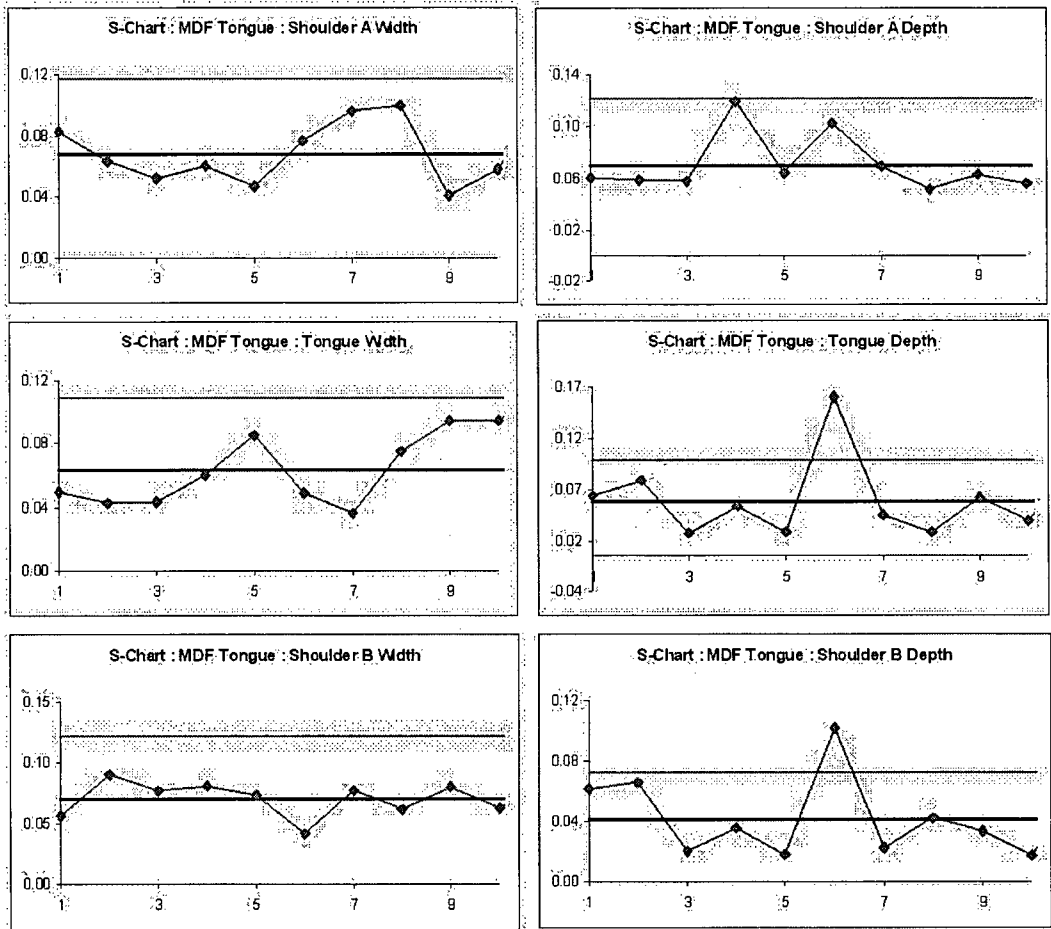 S-Chart : MDF Tongue : Shoulder A Width
0.12
0.08
0.04
0.00
1 3 5 7 9
S-Chart : MDF Tongue : Shoulder A Depth
0.14
0.10
0.06
0.02
-0.02
1 3 5 7 9
S-Chart : MDF Tongue : Tongue Width
0.12
0.08
0.04
0.00
1 3 5 7 9
S-Chart : MDF Tongue : Tongue Depth
0.17
0.12
0.07
0.02
-0.04
1 3 5 7 9
S-Chart : MDF Tongue : Shoulder B Width
0.15
0.10
0.05
0.00
1 3 5 7 9
S-Chart : MDF Tongue : Shoulder B Depth
0.12
0.08
0.04
0.00
1 3 5 7 9